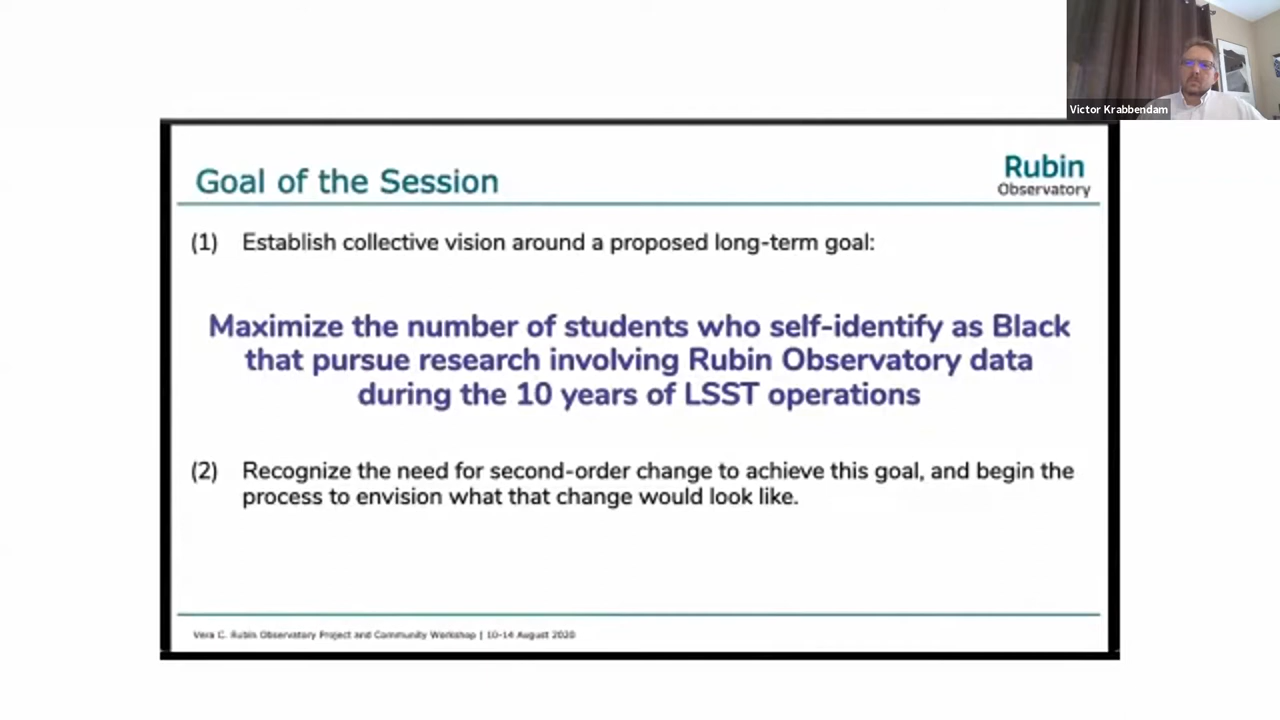 Victor Krabbendam
Goal of the Session
Rubin
Observatory
(1) Establish collective vision around a proposed long-term goal:
Maximize the number of students who self-identify as Black
that pursue research involving Rubin Observatory data
during the 10 years of LSST operations
(2) Recognize the need for second-order change to achieve this goal, and begin the
process to envision what that change would look like.
Vera C. Rubin Observatory Project and Community Workshop | 10-14 August 2020